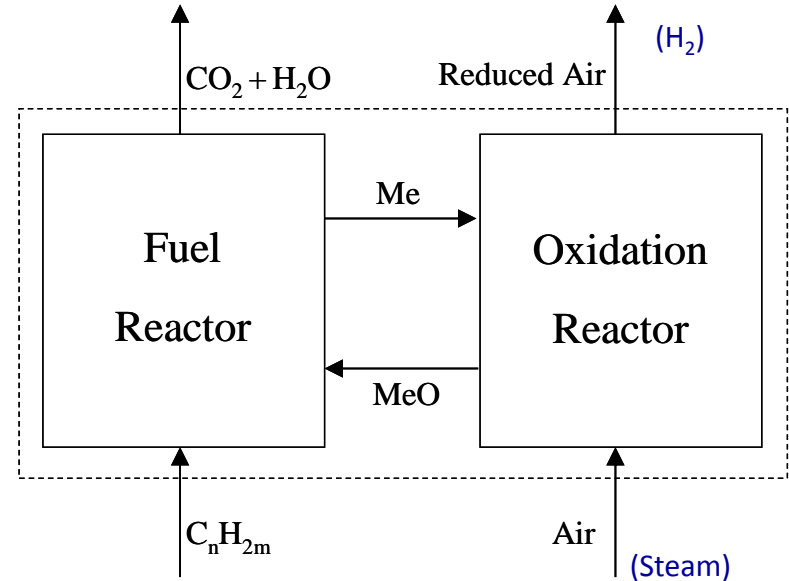 (H₂)
CO₂ + H₂O
Reduced Air
Me
Fuel
Reactor
Oxidation
Reactor
MeO
CₙH₂ₘ
Air
(Steam)